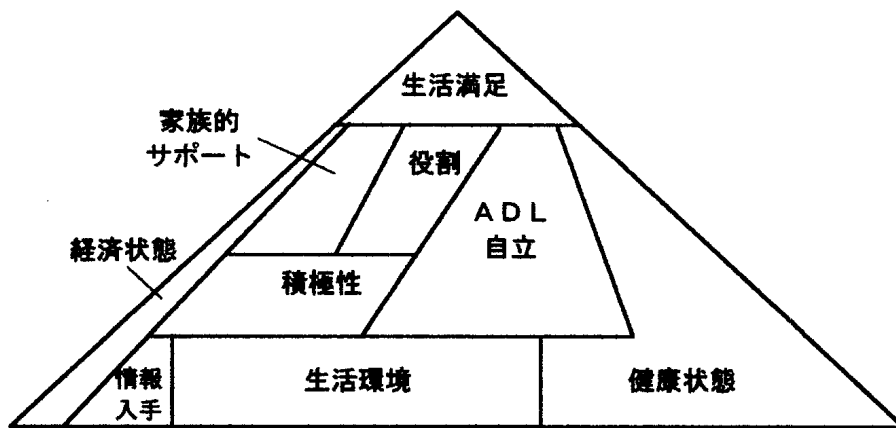 生活満足
家族的
サポート
役割
ADL
自立
経済状態
積極性
情報
入手
生活環境
健康状態